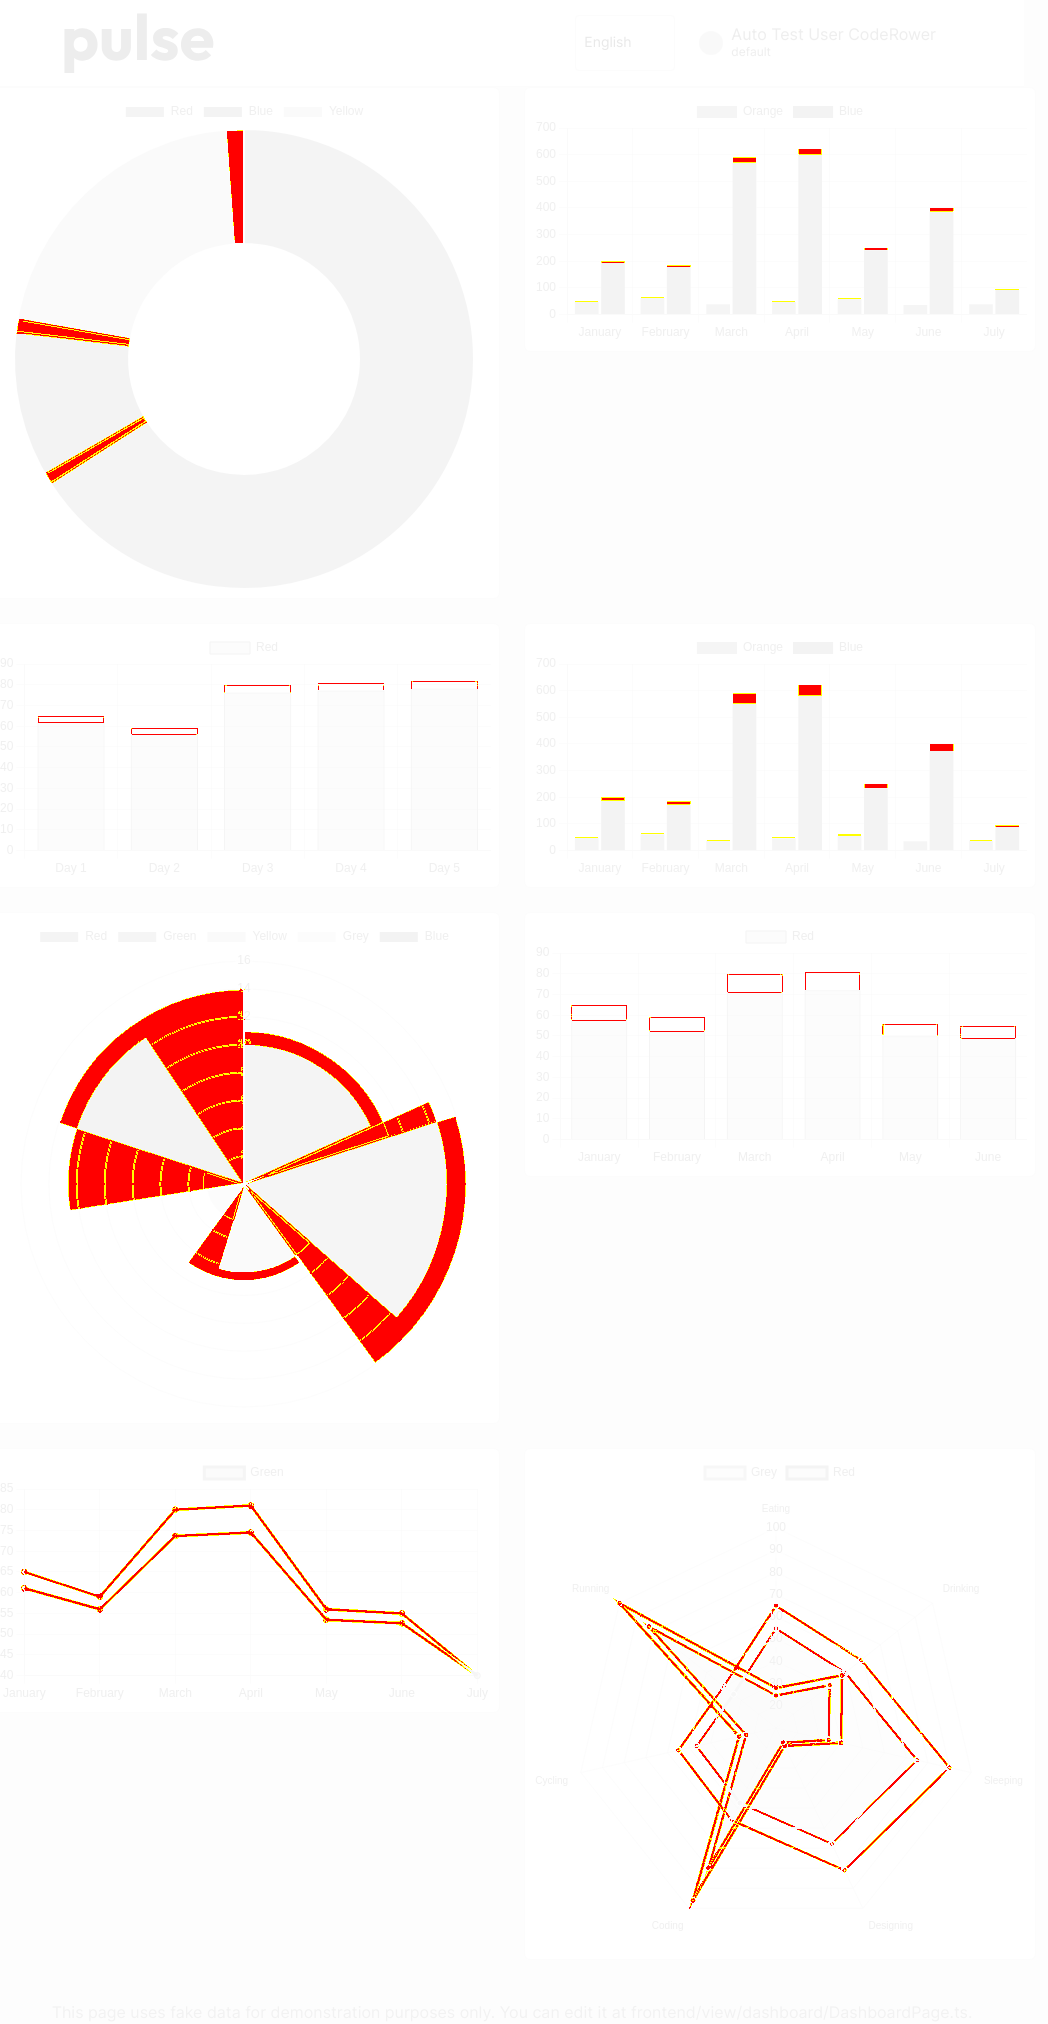 pulse
English
Auto Test User CodeRower
default
Red Blue Yellow
Orange Blue
700
600
500
400
300
200
100
0
January February March April May June July
Red
90
80
70
60
50
40
30
20
10
0
Day 1 Day 2 Day 3 Day 4 Day 5
Orange Blue
700
600
500
400
300
200
100
0
January February March April May June July
Red Green Yellow Grey Blue
16
Red
90
80
70
60
50
40
30
20
10
0
January February March April May June
Green
85
80
75
70
65
60
55
50
45
40
January February March April May June July
Grey Red
Eating
100
90
80
70
40
Running
Drinking
Cycling
Sleeping
Coding
Designing
This page uses fake data for demonstration purposes only. You can edit it at frontend/view/dashboard/DashboardPage.ts.